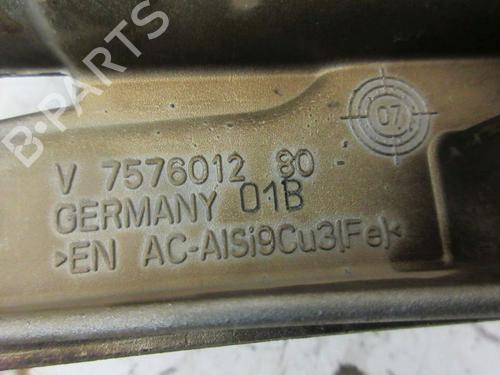 B-PARTS
07
V 7576012 80-
GERMANY 01B
>EN AC-AlSi9Cu3(Fe)<